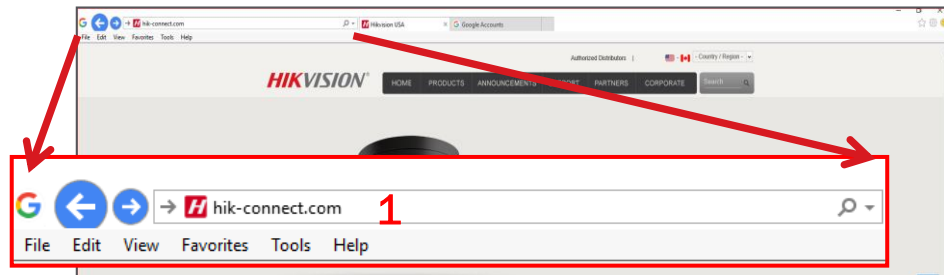 hik-connect.com Hikvision USA × Google Accounts
File Edit View Favorites Tools Help
Authorized Distributors | - Country / Region -
HIKVISION® HOME PRODUCTS ANNOUNCEMENTS PARTNERS CORPORATE Search
hik-connect.com 1
File Edit View Favorites Tools Help